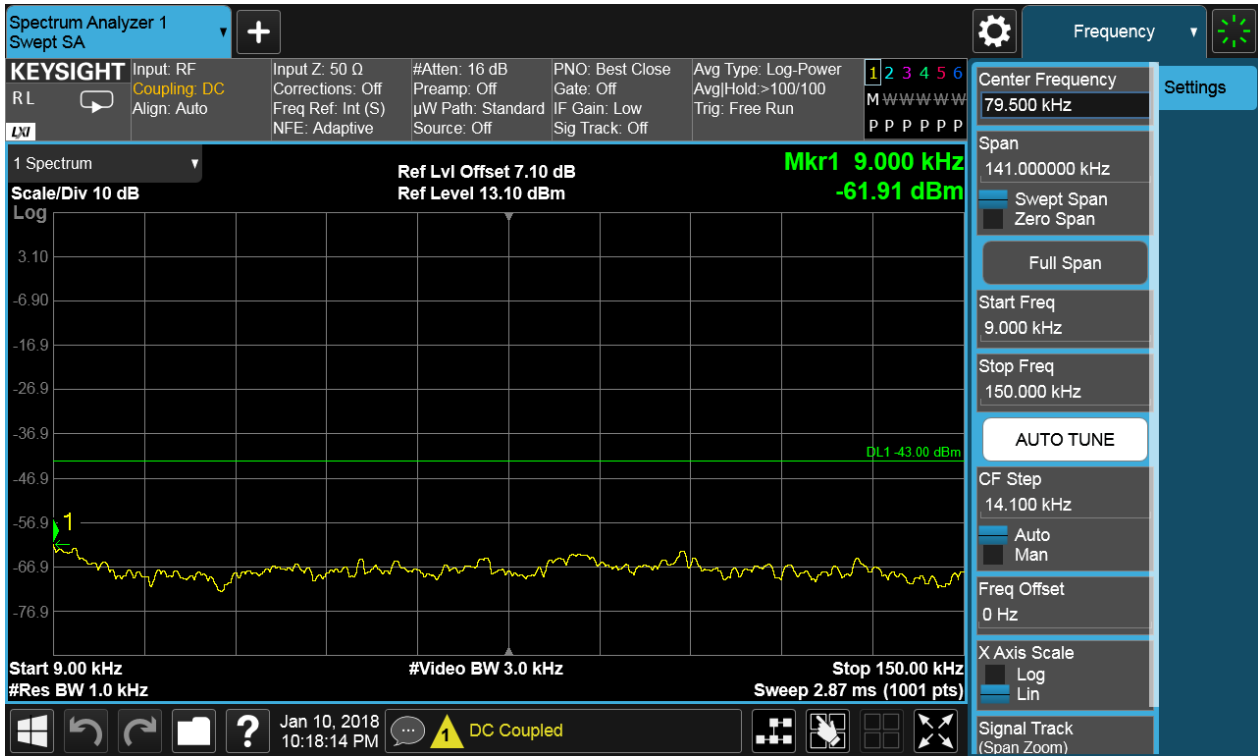 Spectrum Analyzer 1
Swept SA
+
Frequency
KEYSIGHT
RL
LXI
Input: RF
Coupling: DC
Align: Auto
Input Z: 50 Ω
Corrections: Off
Freq Ref: Int (S)
NFE: Adaptive
#Atten: 16 dB
Preamp: Off
µW Path: Standard
Source: Off
PNO: Best Close
Gate: Off
IF Gain: Low
Sig Track: Off
Avg Type: Log-Power
Avg|Hold:>100/100
Trig: Free Run
1 2 3 4 5 6
M W W W W W
P P P P P P
1 Spectrum
Scale/Div 10 dB
Log
Ref Lvl Offset 7.10 dB
Ref Level 13.10 dBm
Mkr1 9.000 kHz
-61.91 dBm
3.10
-6.90
-16.9
-26.9
-36.9
DL1 -43.00 dBm
-46.9
-56.9
1
-66.9
-76.9
Start 9.00 kHz
#Res BW 1.0 kHz
#Video BW 3.0 kHz
Stop 150.00 kHz
Sweep 2.87 ms (1001 pts)
Center Frequency
79.500 kHz
Span
141.000000 kHz
Swept Span
Zero Span
Full Span
Start Freq
9.000 kHz
Stop Freq
150.000 kHz
AUTO TUNE
CF Step
14.100 kHz
Auto
Man
Freq Offset
0 Hz
X Axis Scale
Log
Lin
Signal Track
(Span Zoom)
Settings
?
Jan 10, 2018
10:18:14 PM
1
DC Coupled